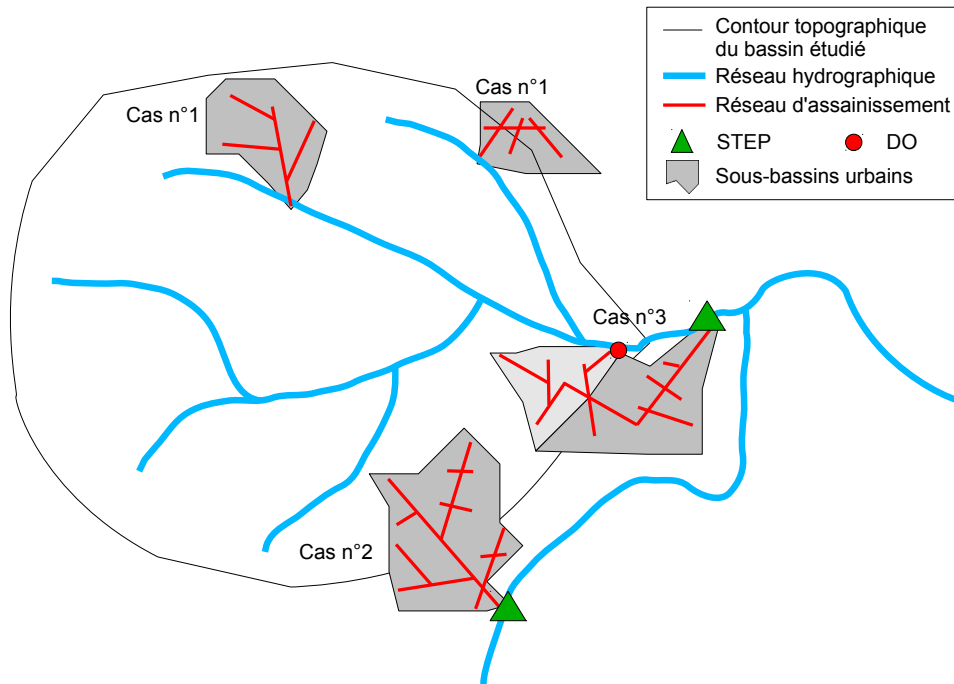 Contour topographique
du bassin étudié
Réseau hydrographique
Réseau d'assainissement
STEP
DO
Sous-bassins urbains
Cas n°1
Cas n°1
Cas n°3
Cas n°2